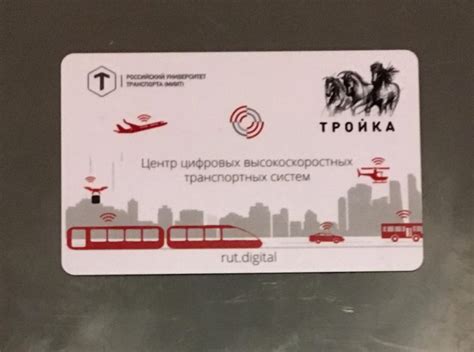 РОССИЙСКИЙ УНИВЕРСИТЕТ
ТРАНСПОРТА (МИИТ)
ТРОЙКА
Центр цифровых высокоскоростных
транспортных систем
rut.digital